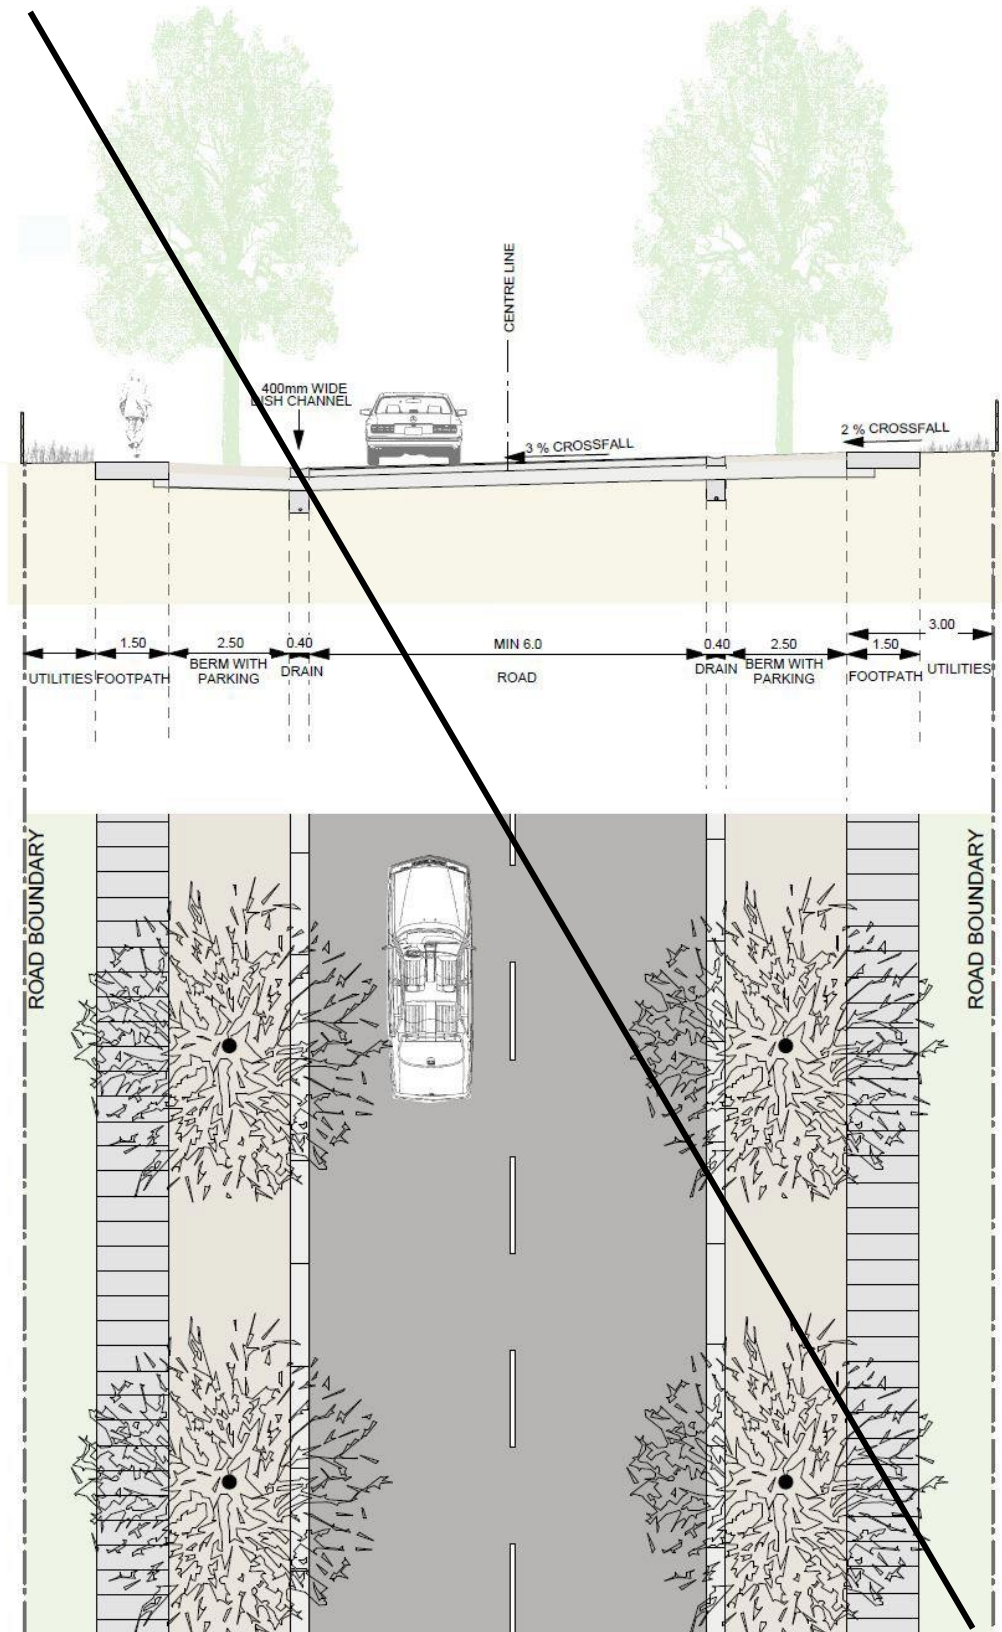 CENTRE LINE
400mm WIDE
DISH CHANNEL
3 % CROSSFALL
2 % CROSSFALL
3.00
1.50
2.50
0.40
MIN 6.0
0.40
2.50
1.50
UTILITIES
FOOTPATH
BERM WITH
PARKING
DRAIN
ROAD
DRAIN
BERM WITH
PARKING
FOOTPATH
UTILITIES
ROAD BOUNDARY
ROAD BOUNDARY